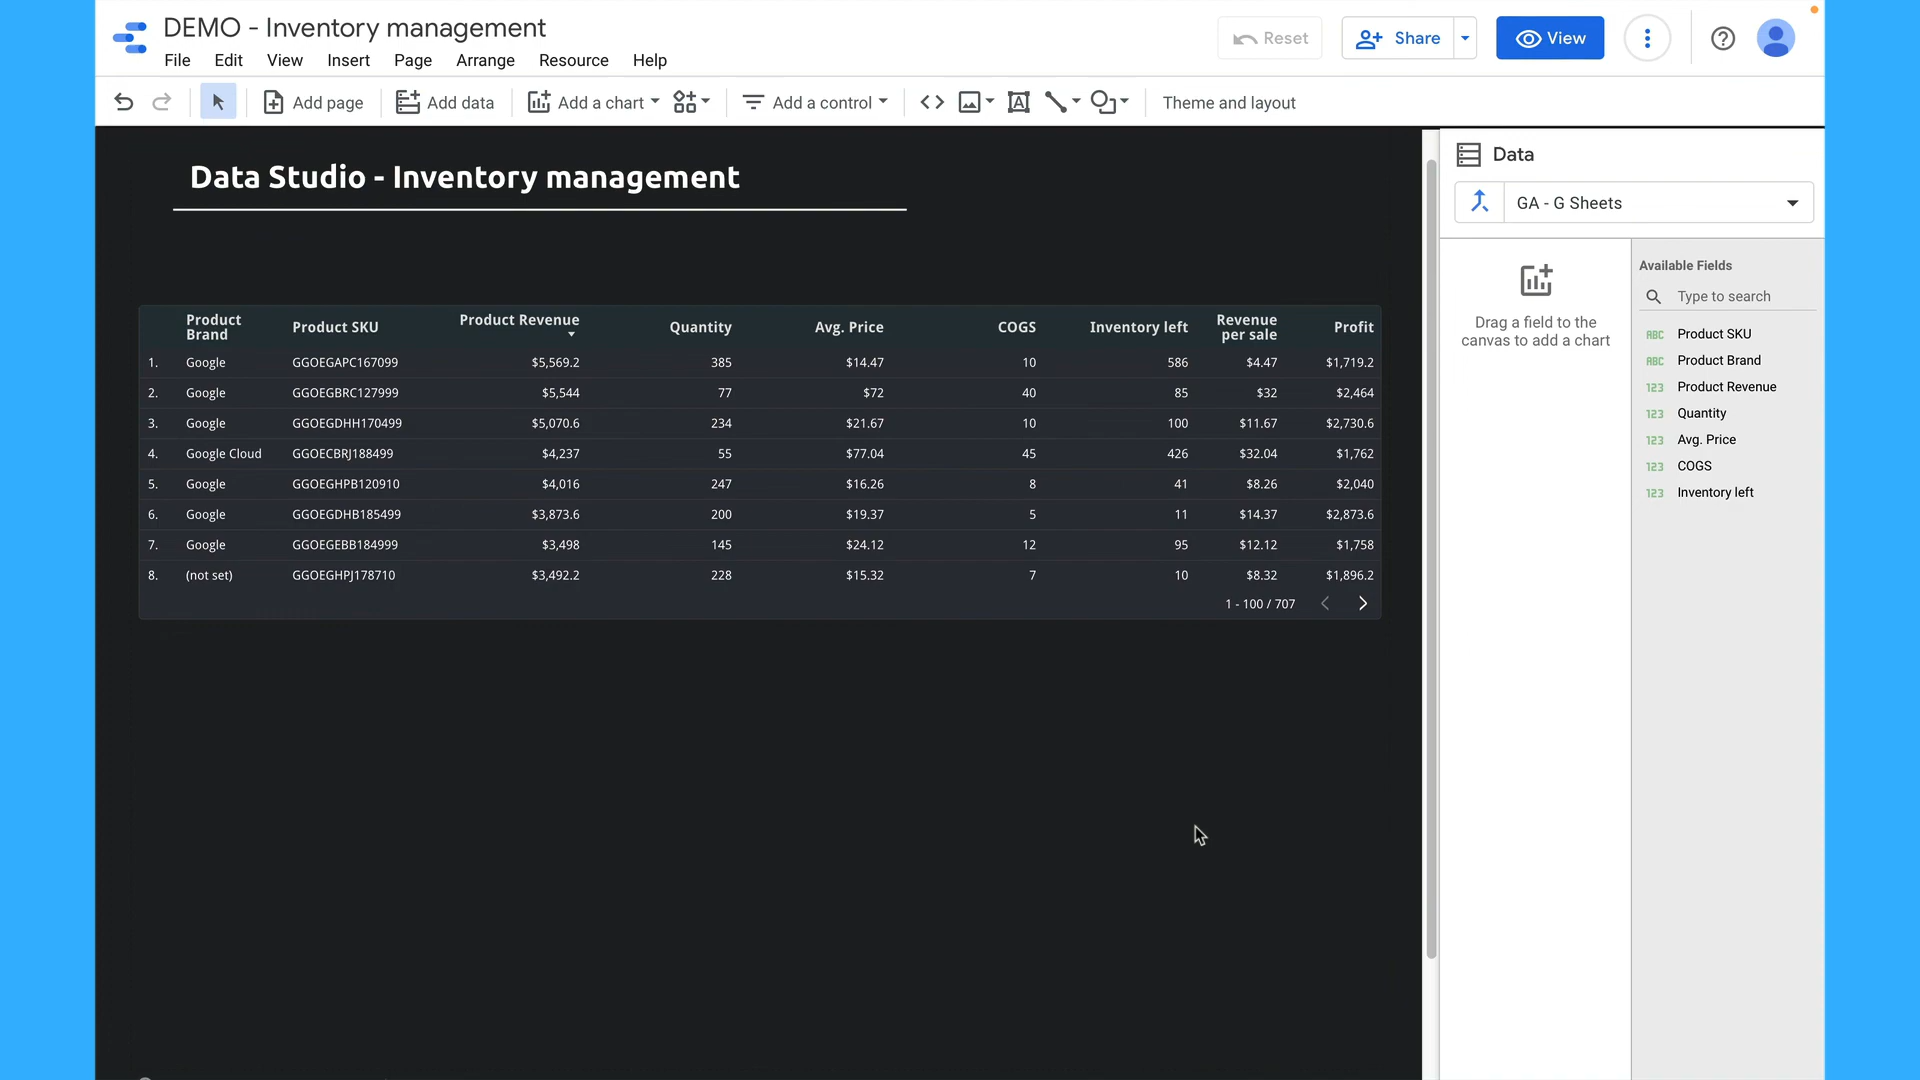 DEMO - Inventory management
File Edit View Insert Page Arrange Resource Help
Reset Share View
Add page Add data Add a chart Add a control Theme and layout
Data Studio - Inventory management
Product Brand Product SKU Product Revenue Quantity Avg. Price COGS Inventory left Revenue per sale Profit
1. Google GGOEGAPC167099 $5,569.2 385 $14.47 10 586 $4.47 $1,719.2
2. Google GGOEGBRC127999 $5,544 77 $72 40 85 $32 $2,464
3. Google GGOEGDHH170499 $5,070.6 234 $21.67 10 100 $11.67 $2,730.6
4. Google Cloud GGOECBRJ188499 $4,237 55 $77.04 45 426 $32.04 $1,762
5. Google GGOEGHPB120910 $4,016 247 $16.26 8 41 $8.26 $2,040
6. Google GGOEGDHB185499 $3,873.6 200 $19.37 5 11 $14.37 $2,873.6
7. Google GGOEGEBB184999 $3,498 145 $24.12 12 95 $12.12 $1,758
8. (not set) GGOEGHPJ178710 $3,492.2 228 $15.32 7 10 $8.32 $1,896.2
1 - 100 / 707
Data
GA - G Sheets
Drag a field to the
canvas to add a chart
Available Fields
Type to search
ABC Product SKU
ABC Product Brand
123 Product Revenue
123 Quantity
123 Avg. Price
123 COGS
123 Inventory left